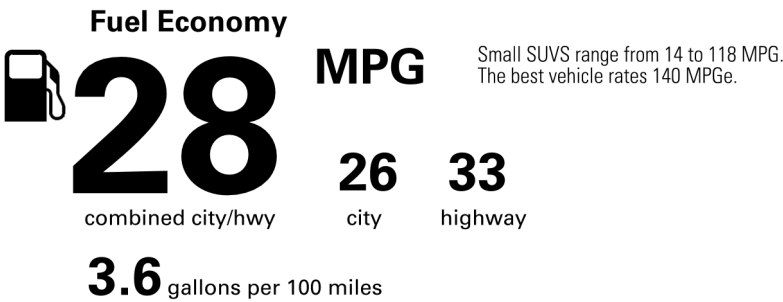 Fuel Economy
28 MPG
Small SUVS range from 14 to 118 MPG.
The best vehicle rates 140 MPGe.
26 33
combined city/hwy city highway
3.6 gallons per 100 miles